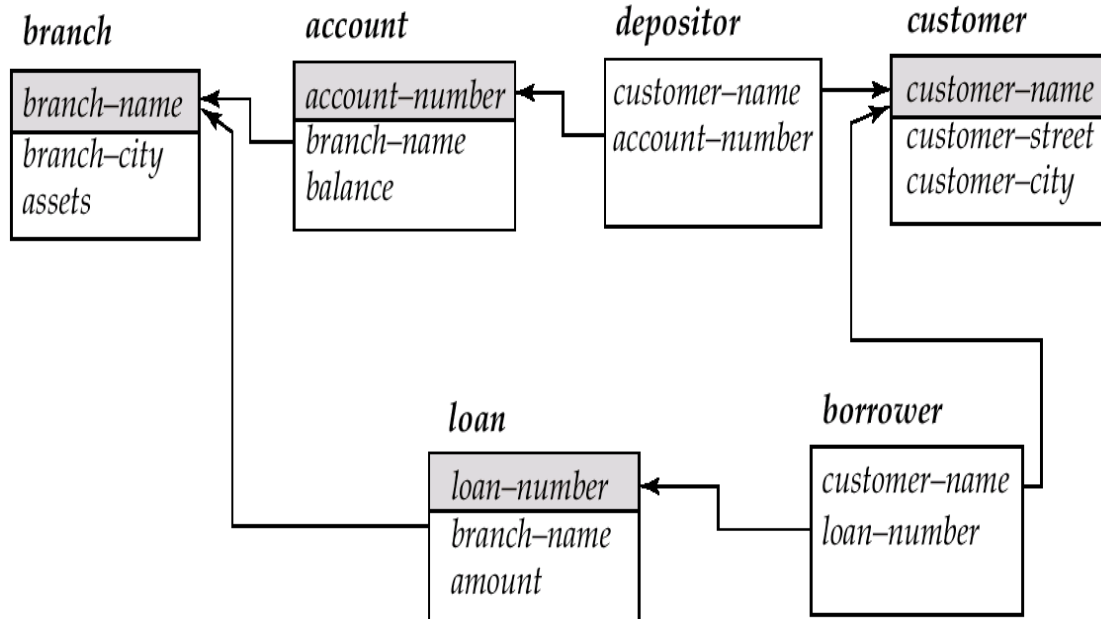 branch
branch–name
branch–city
assets
account
account–number
branch–name
balance
depositor
customer–name
account–number
customer
customer–name
customer–street
customer–city
loan
loan–number
branch–name
amount
borrower
customer–name
loan–number